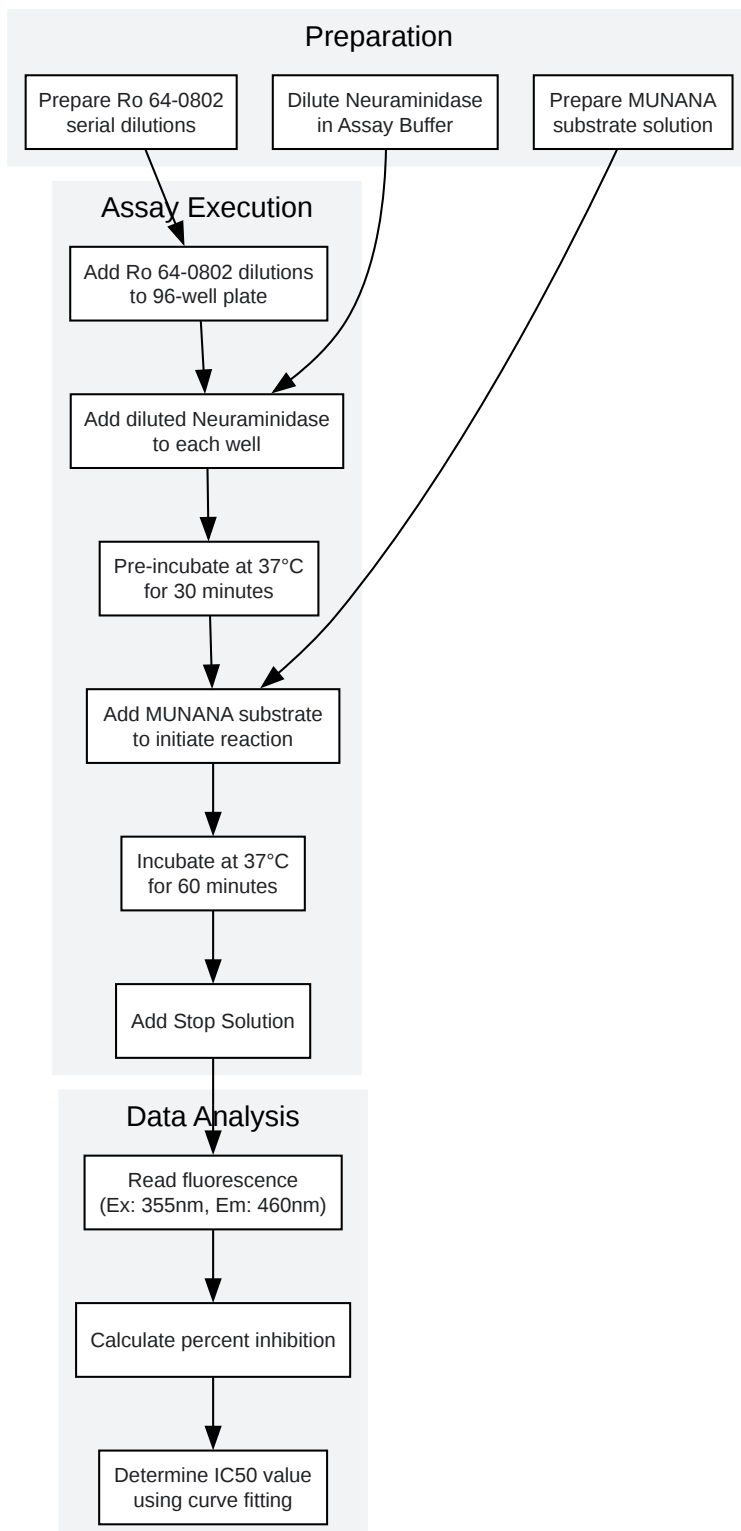 Preparation
Prepare Ro 64-0802
serial dilutions
Dilute Neuraminidase
in Assay Buffer
Prepare MUNANA
substrate solution
Assay Execution
Add Ro 64-0802 dilutions
to 96-well plate
Add diluted Neuraminidase
to each well
Pre-incubate at 37°C
for 30 minutes
Add MUNANA substrate
to initiate reaction
Incubate at 37°C
for 60 minutes
Add Stop Solution
Data Analysis
Read fluorescence
(Ex: 355nm, Em: 460nm)
Calculate percent inhibition
Determine IC50 value
using curve fitting